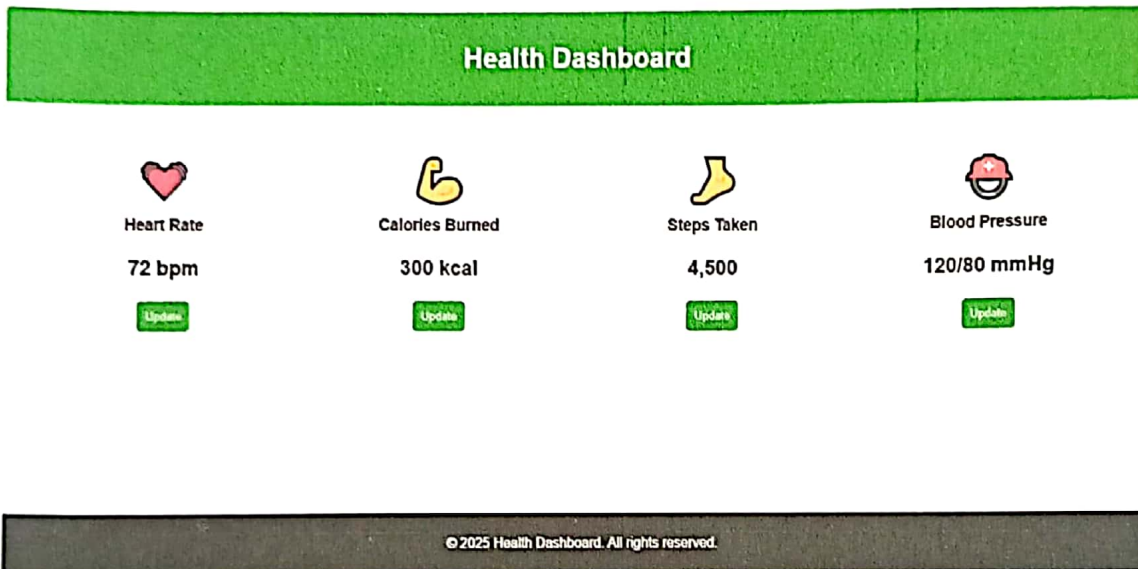 Health Dashboard
Heart Rate
72 bpm
Update
Calories Burned
300 kcal
Update
Steps Taken
4,500
Update
Blood Pressure
120/80 mmHg
Update
© 2025 Health Dashboard. All rights reserved.